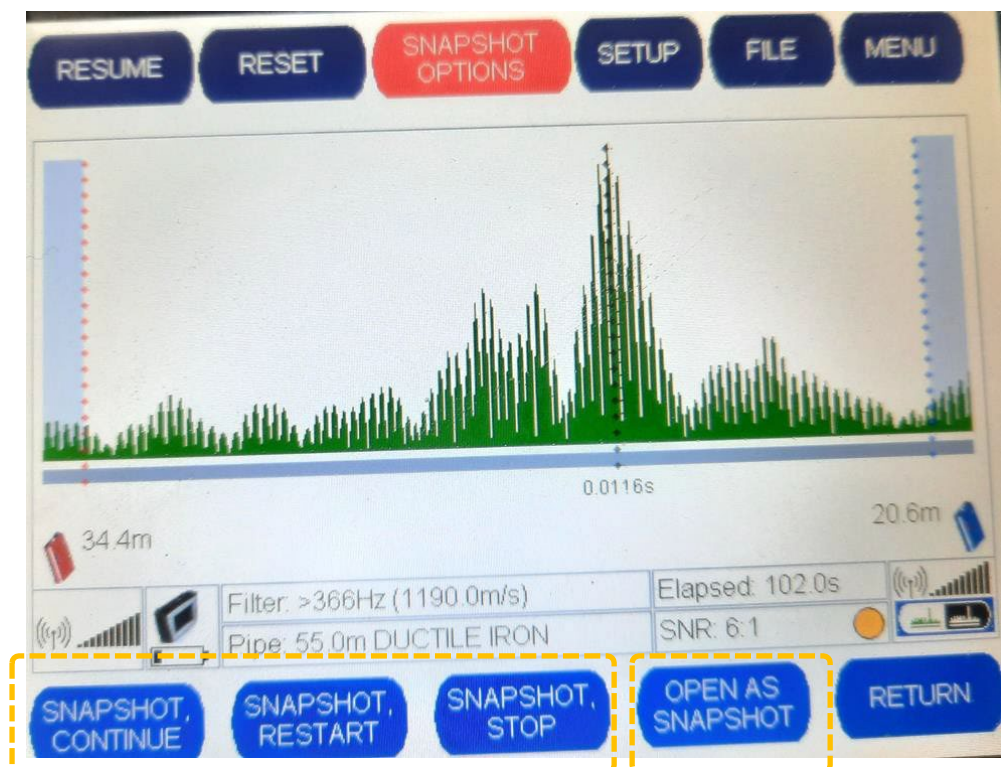 RESUME
RESET
SNAPSHOT
OPTIONS
SETUP
FILE
MENU
0.0116s
34.4m
20.6m
Filter: >366Hz (1190.0m/s)
Elapsed: 102.0s
Pipe: 55.0m DUCTILE IRON
SNR: 6:1
SNAPSHOT,
CONTINUE
SNAPSHOT,
RESTART
SNAPSHOT,
STOP
OPEN AS
SNAPSHOT
RETURN